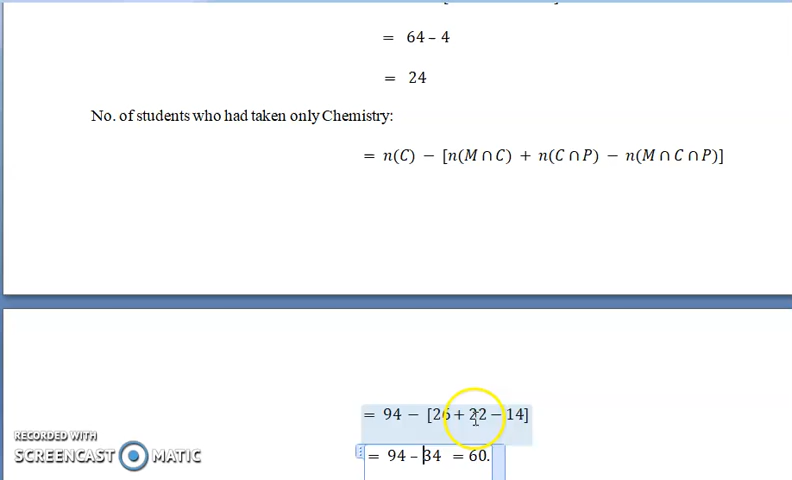 = 64 – 4
= 24
No. of students who had taken only Chemistry:
= n(C) − [n(M ∩ C) + n(C ∩ P) − n(M ∩ C ∩ P)]
= 94 − [26 + 22 − 14]
= 94 – 34 = 60.
RECORDED WITH
SCREENCAST MATIC